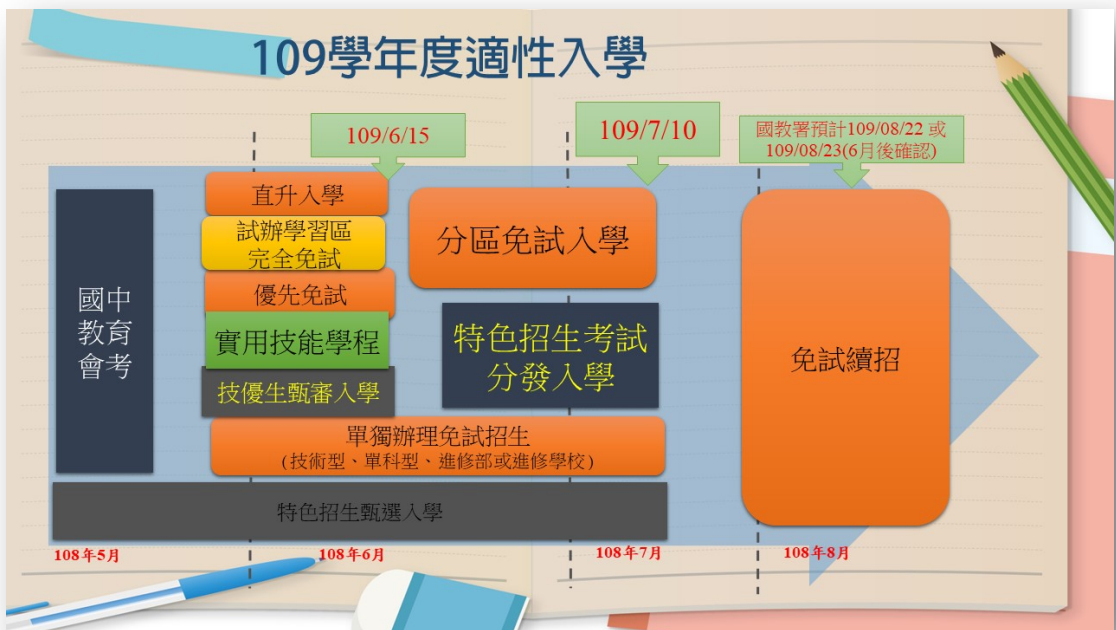 109學年度適性入學
109/6/15
109/7/10
國教署預計109/08/22 或
109/08/23(6月後確認)
國中
教育
會考
直升入學
試辦學習區
完全免試
優先免試
實用技能學程
技優生甄審入學
分區免試入學
特色招生考試
分發入學
單獨辦理免試招生
(技術型、單科型、進修部或進修學校)
特色招生甄選入學
免試續招
108年5月
108年6月
108年7月
108年8月